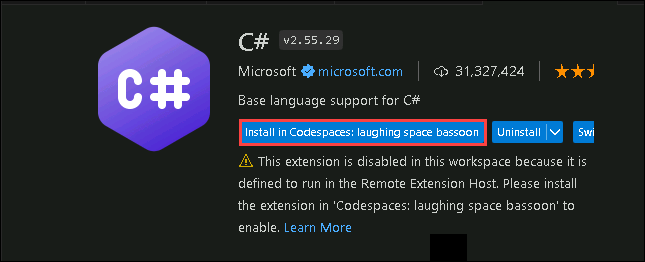 C# v2.55.29
C#
Microsoft microsoft.com 31,327,424
Base language support for C#
Install in Codespaces: laughing space bassoon Uninstall Swi
This extension is disabled in this workspace because it is
defined to run in the Remote Extension Host. Please install
the extension in 'Codespaces: laughing space bassoon' to
enable. Learn More